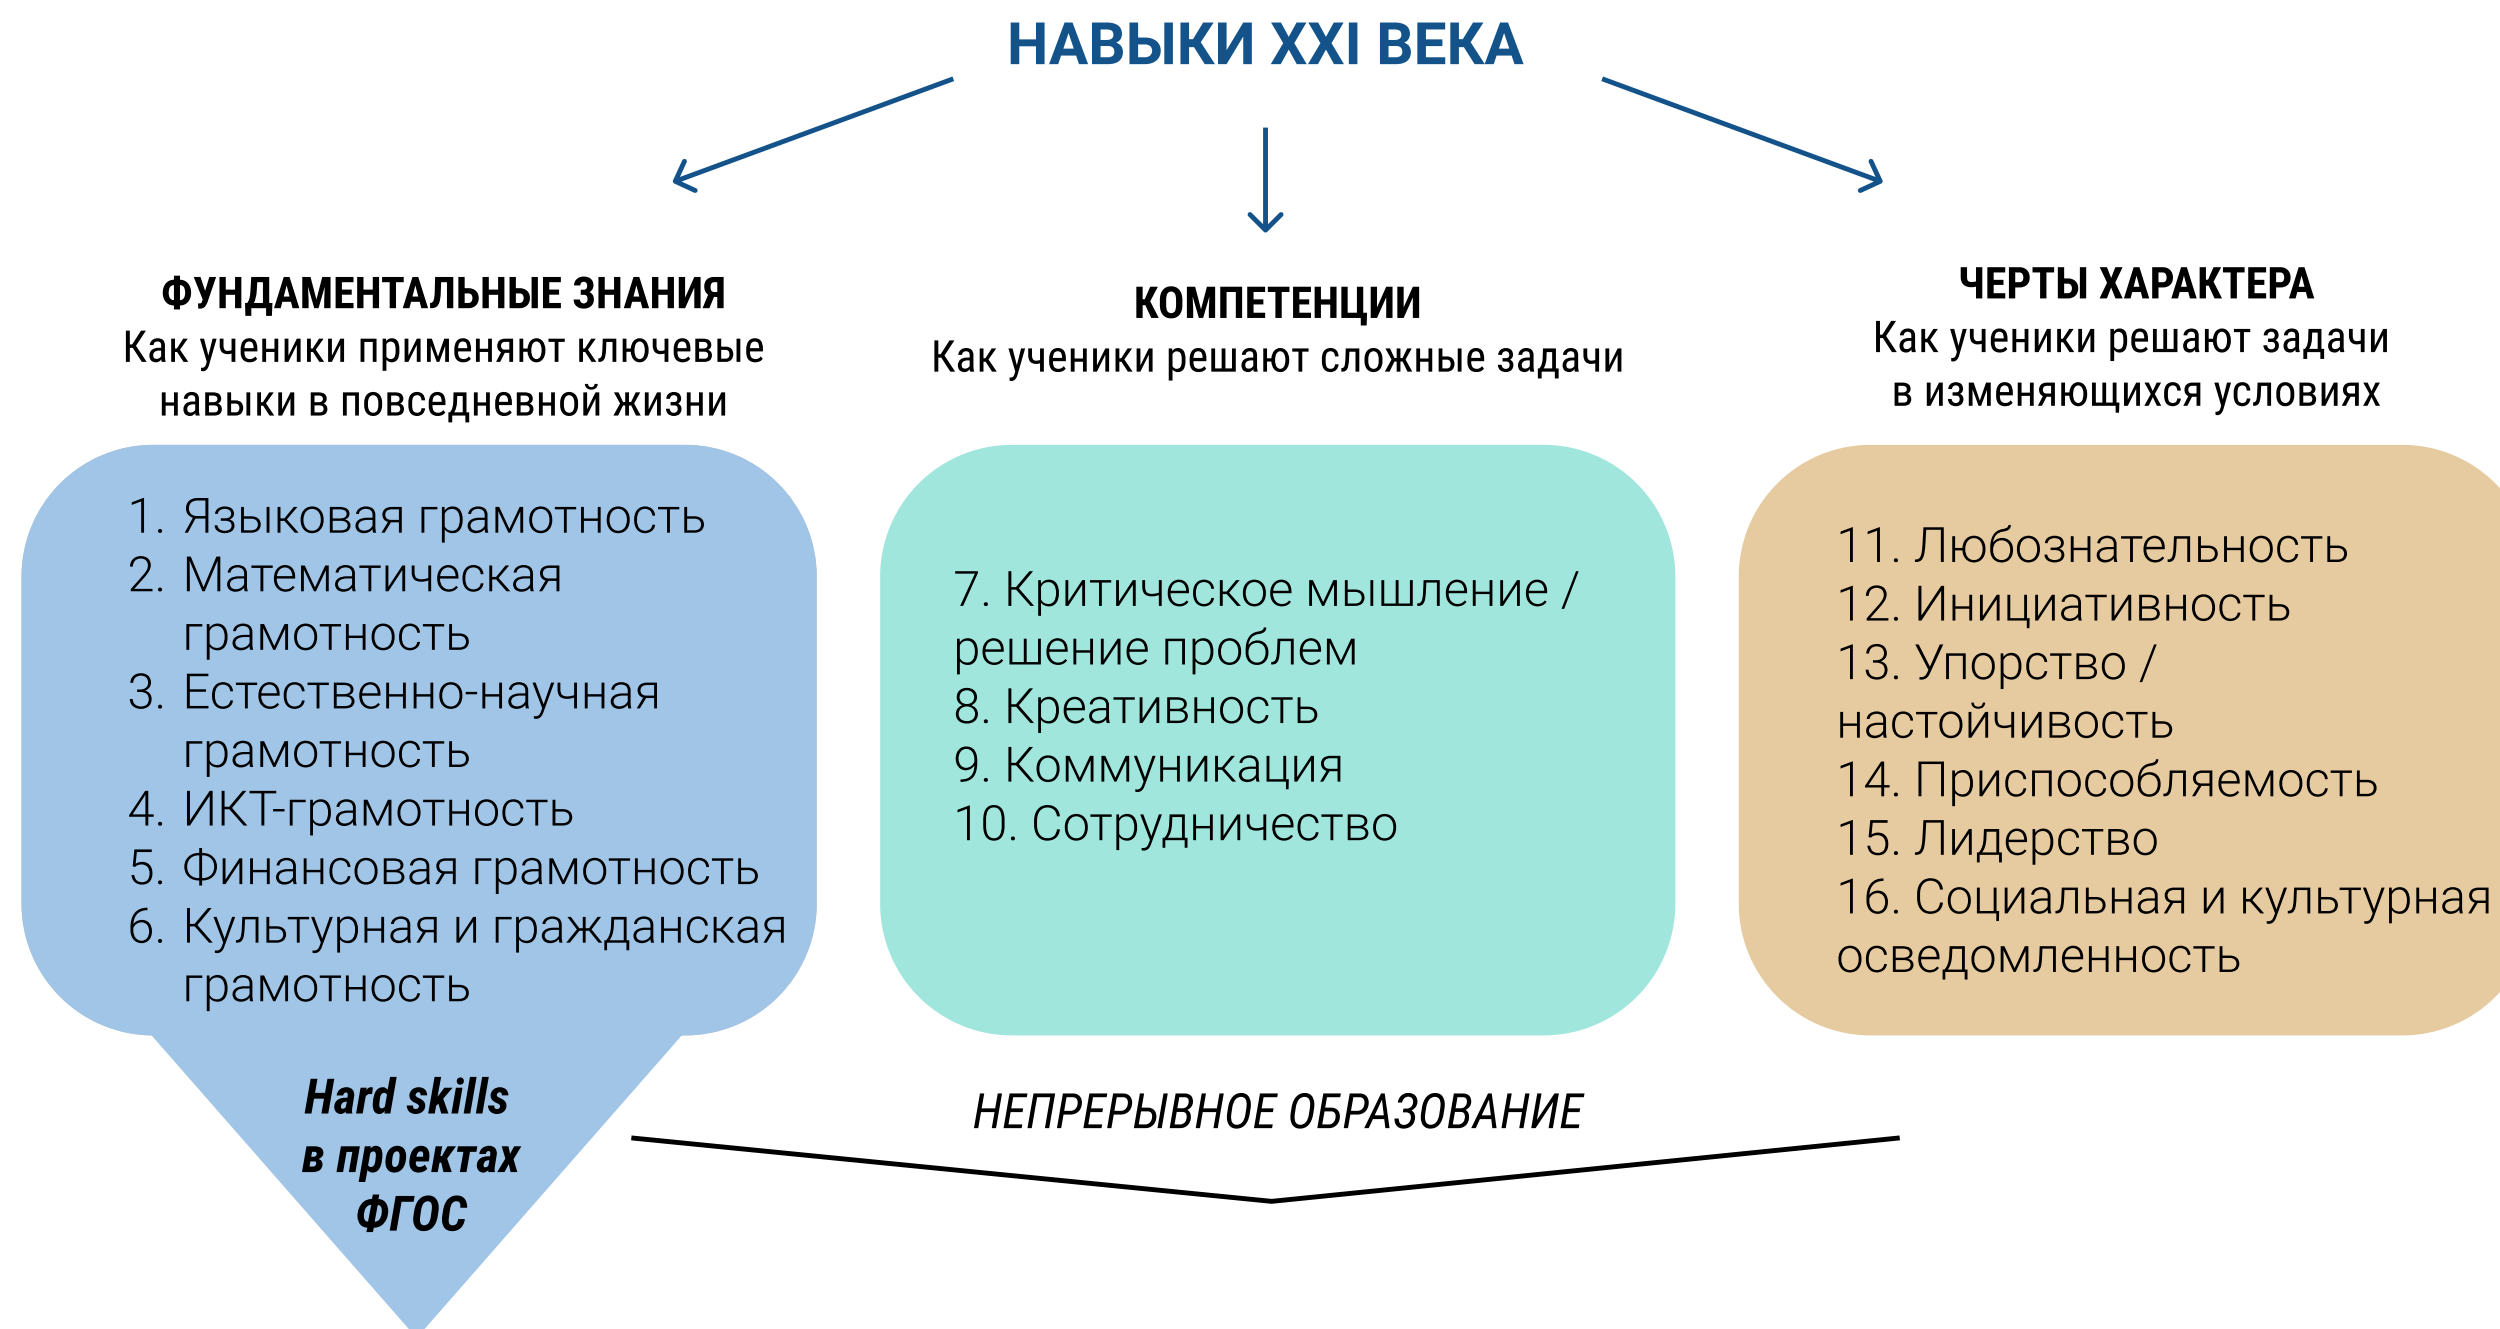 НАВЫКИ XXI ВЕКА
ФУНДАМЕНТАЛЬНЫЕ ЗНАНИЯ
Как ученики применяют ключевые
навыки в повседневной жизни
1. Языковая грамотность
2. Математическая
грамотность
3. Естественно-научная
грамотность
4. ИКТ-грамотность
5. Финансовая грамотность
6. Культурная и гражданская
грамотность
Hard skills
в проектах
ФГОС
КОМПЕТЕНЦИИ
Как ученики решают сложные задачи
7. Критическое мышление /
решение проблем
8. Креативность
9. Коммуникация
10. Сотрудничество
ЧЕРТЫ ХАРАКТЕРА
Как ученики решают задачи
в изменяющихся условиях
11. Любознательность
12. Инициативность
13. Упорство /
настойчивость
14. Приспособляемость
15. Лидерство
16. Социальная и культурная
осведомленность
НЕПРЕРЫВНОЕ ОБРАЗОВАНИЕ